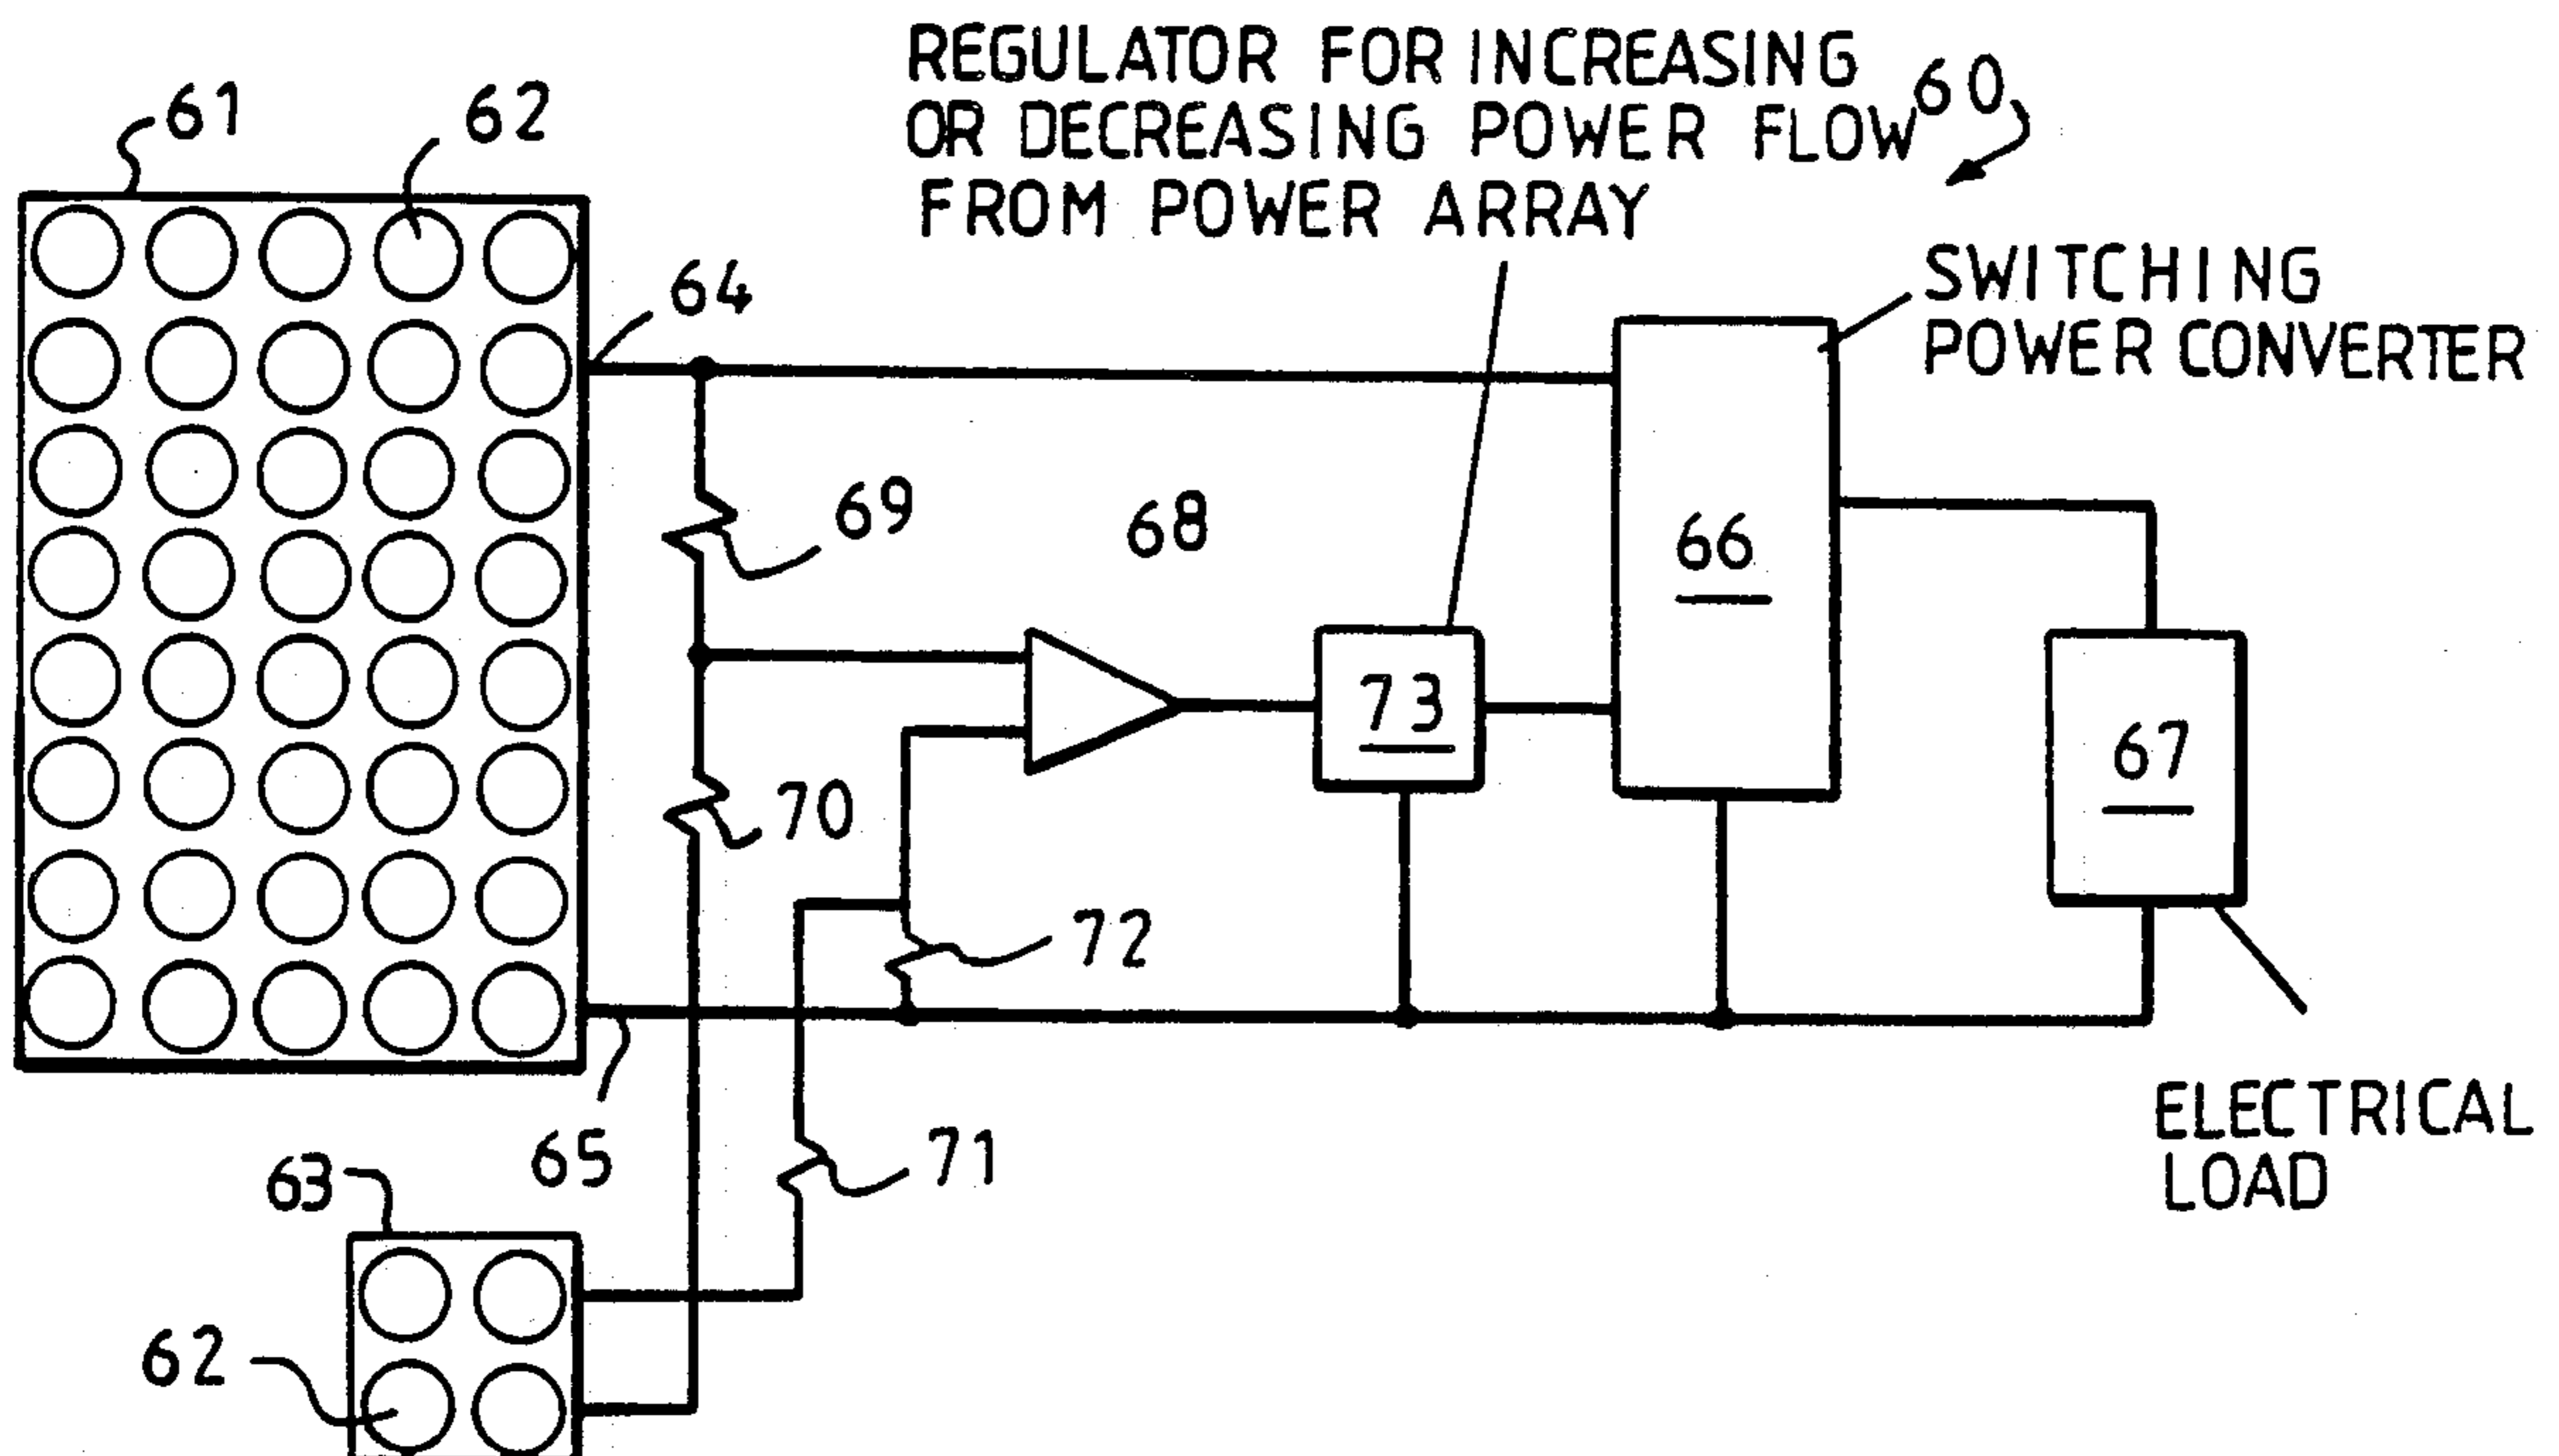 REGULATOR FOR INCREASING
OR DECREASING POWER FLOW
FROM POWER ARRAY
60
61
62
64
SWITCHING
POWER CONVERTER
69
68
66
73
67
70
72
65
71
63
ELECTRICAL
LOAD
62